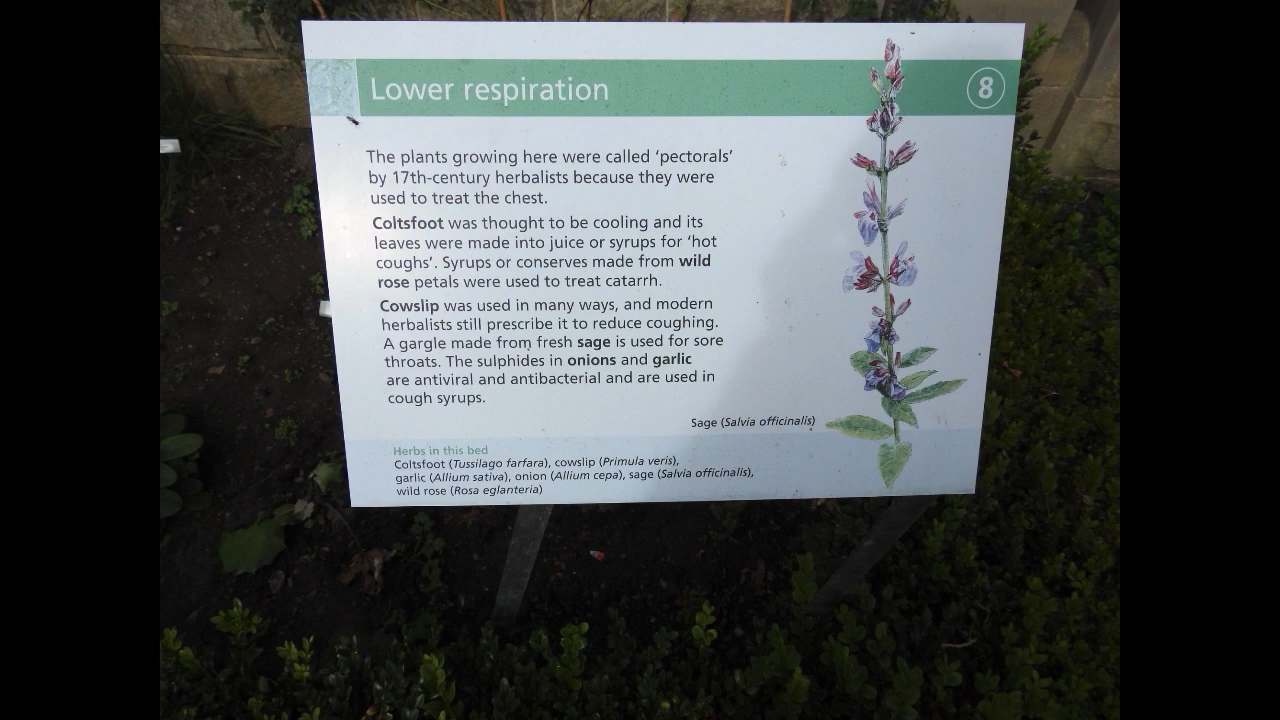 Lower respiration
8
The plants growing here were called ‘pectorals’
by 17th-century herbalists because they were
used to treat the chest.
Coltsfoot was thought to be cooling and its
leaves were made into juice or syrups for ‘hot
coughs’. Syrups or conserves made from wild
rose petals were used to treat catarrh.
Cowslip was used in many ways, and modern
herbalists still prescribe it to reduce coughing.
A gargle made from fresh sage is used for sore
throats. The sulphides in onions and garlic
are antiviral and antibacterial and are used in
cough syrups.
Sage (Salvia officinalis)
Herbs in this bed
Coltsfoot (Tussilago farfara), cowslip (Primula veris),
garlic (Allium sativa), onion (Allium cepa), sage (Salvia officinalis),
wild rose (Rosa eglanteria)